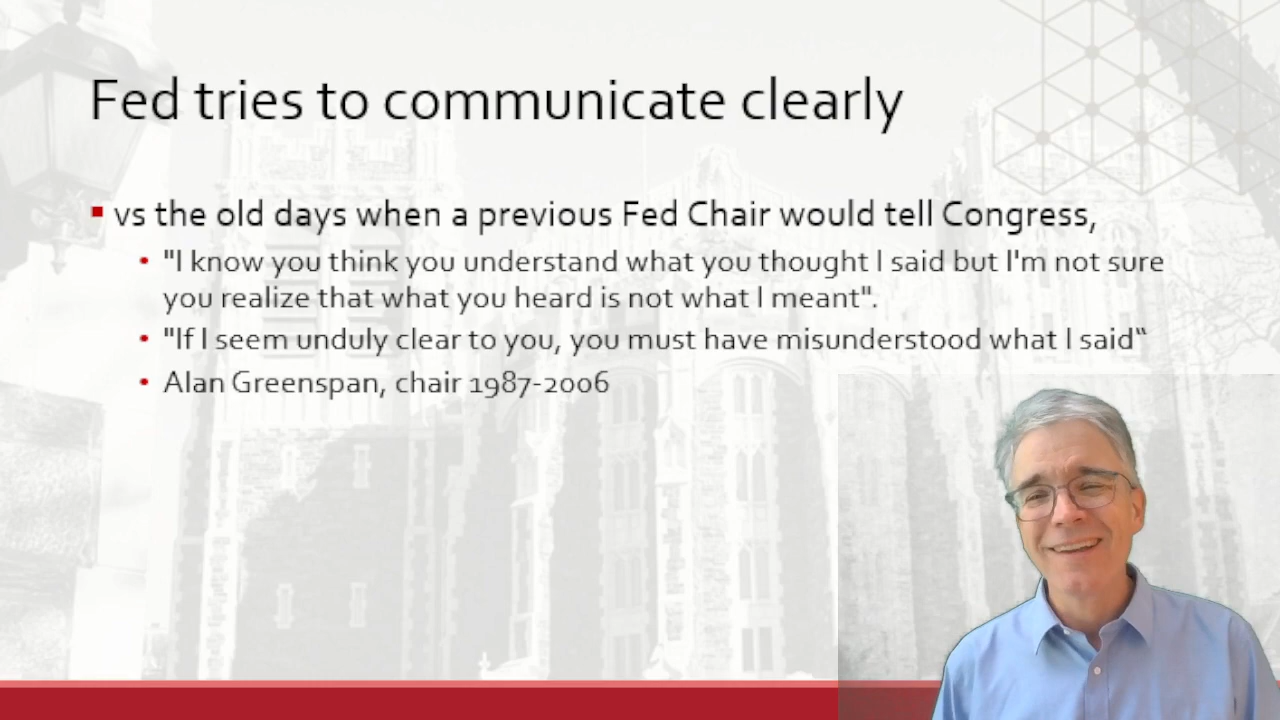 Fed tries to communicate clearly
vs the old days when a previous Fed Chair would tell Congress,
"I know you think you understand what you thought I said but I'm not sure
you realize that what you heard is not what I meant".
"If I seem unduly clear to you, you must have misunderstood what I said“
Alan Greenspan, chair 1987-2006